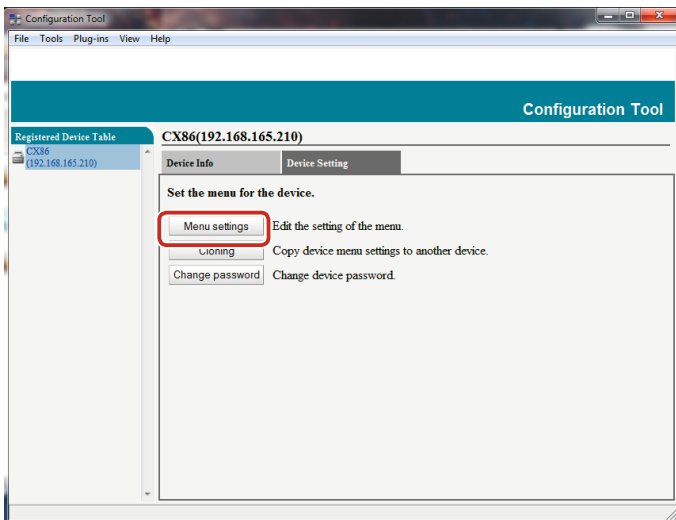 Configuration Tool
File Tools Plug-ins View Help
Configuration Tool
Registered Device Table
CX86
(192.168.165.210)
CX86(192.168.165.210)
Device Info Device Setting
Set the menu for the device.
Menu settings Edit the setting of the menu.
Cloning Copy device menu settings to another device.
Change password Change device password.